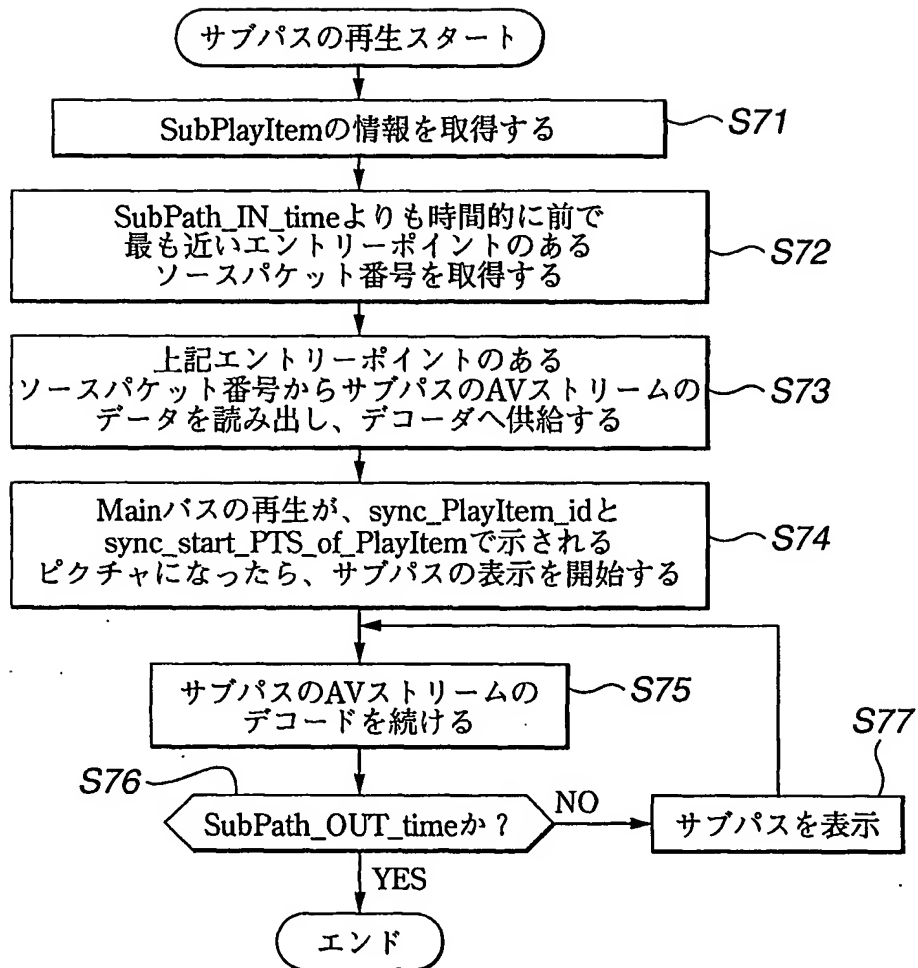 サブパスの再生スタート
SubPlayItemの情報を取得する
S71
SubPath_IN_timeよりも時間的に前で
最も近いエントリーポイントのある
ソースパケット番号を取得する
S72
上記エントリーポイントのある
ソースパケット番号からサブパスのAVストリームの
データを読み出し、デコーダへ供給する
S73
Mainパスの再生が、sync_PlayItem_idと
sync_start_PTS_of_PlayItemで示される
ピクチャになったら、サブパスの表示を開始する
S74
サブパスのAVストリームの
デコードを続ける
S75
S76
SubPath_OUT_timeか?
NO
サブパスを表示
S77
YES
エンド